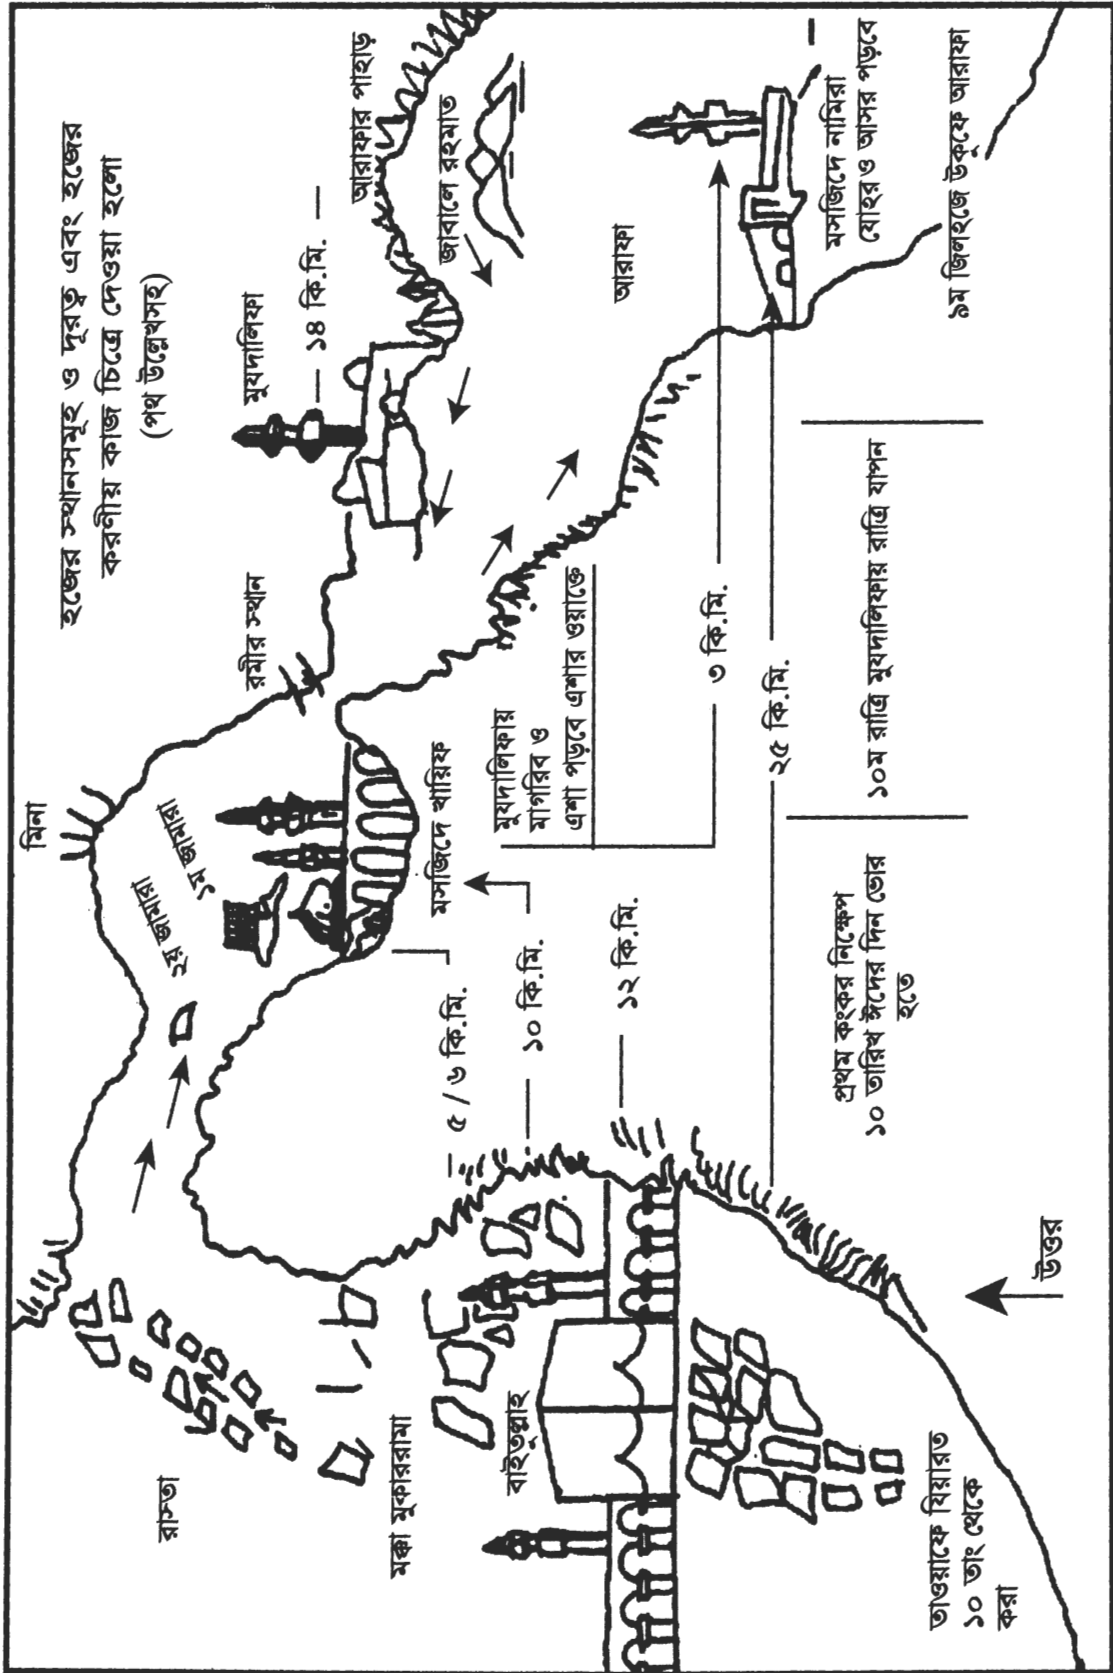 হজের স্থানসমূহ ও দূরত্ব এবং হজের
করণীয় কাজ চিত্রে দেওয়া হলো
(পথ উল্লেখসহ)
মিনা
২য় জামারা
১ম জামারা
রমীর স্থান
মুযদালিফা
১৪ কি.মি.
আরাফার পাহাড়
জাবালে রহমাত
রাস্তা
মক্কা মুকাররামা
বাইতুল্লাহ
মসজিদে খায়িফ
৫ / ৬ কি.মি.
১০ কি.মি.
১২ কি.মি.
মুযদালিফায়
মাগরিব ও
এশা পড়বে এশার ওয়াক্তে
৩ কি.মি.
২৫ কি.মি.
আরাফা
মসজিদে নামিরা
যোহর ও আসর পড়বে
৯ম জিলহজে উকূফে আরাফা
১০ম রাত্রি মুযদালিফায় রাত্রি যাপন
প্রথম কংকর নিক্ষেপ
১০ তারিখ ঈদের দিন ভোর
হতে
উত্তর
তাওয়াফে যিয়ারত
১০ তাং থেকে
করা